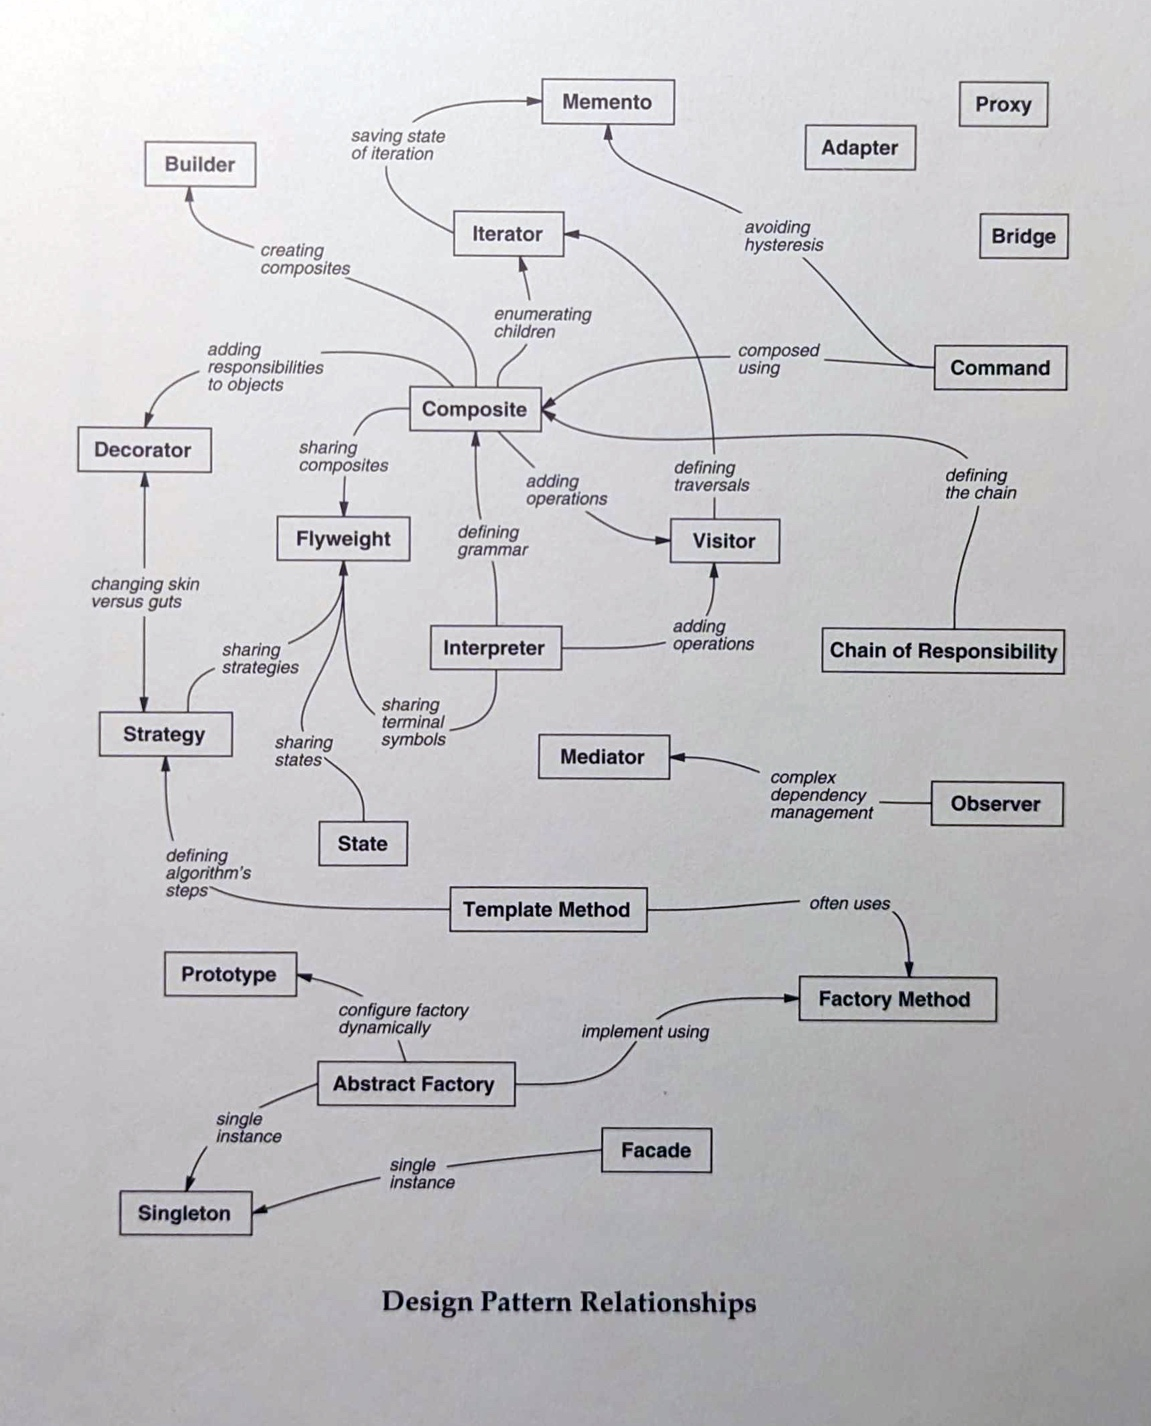 Memento
Proxy
Adapter
saving state
of iteration
Builder
Iterator
avoiding
hysteresis
Bridge
creating
composites
enumerating
children
adding
responsibilities
to objects
composed
using
Command
Composite
Decorator
sharing
composites
adding
operations
defining
traversals
defining
the chain
Flyweight
defining
grammar
Visitor
changing skin
versus guts
sharing
strategies
Interpreter
adding
operations
Chain of Responsibility
sharing
terminal
symbols
Strategy
sharing
states
Mediator
complex
dependency
management
Observer
State
defining
algorithm's
steps
Template Method
often uses
Prototype
Factory Method
configure factory
dynamically
implement using
Abstract Factory
single
instance
Facade
single
instance
Singleton
Design Pattern Relationships